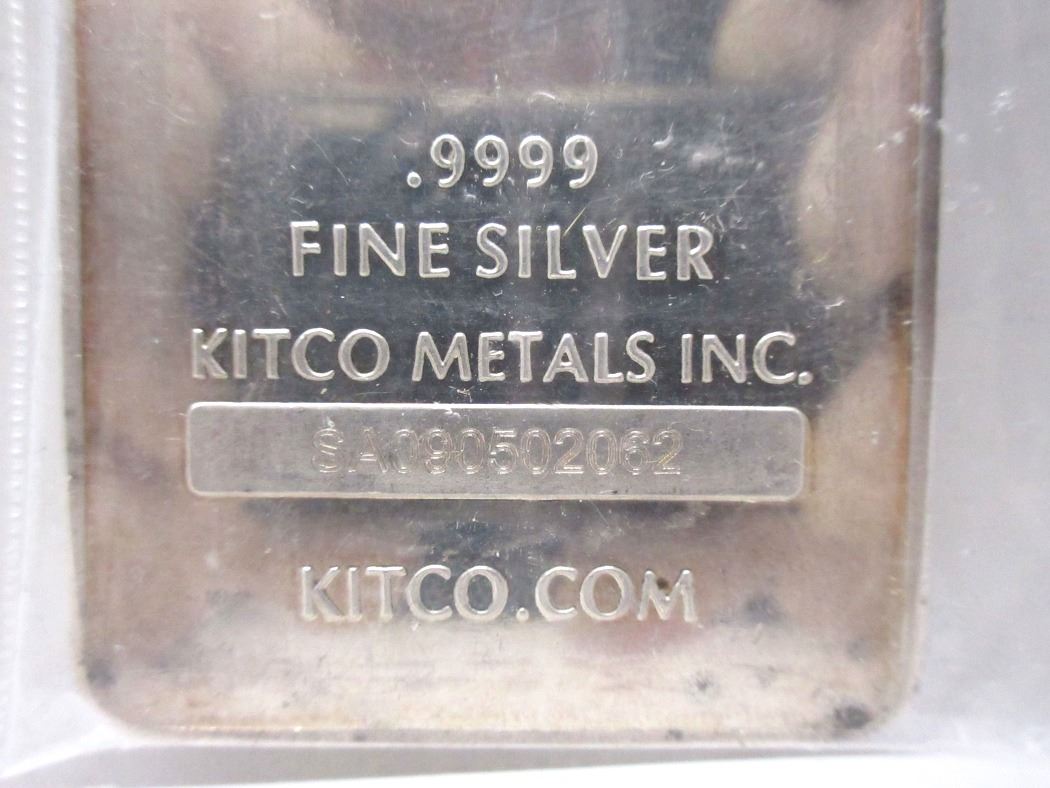 .9999
FINE SILVER
KITCO METALS INC.
SA090502062
KITCO.COM